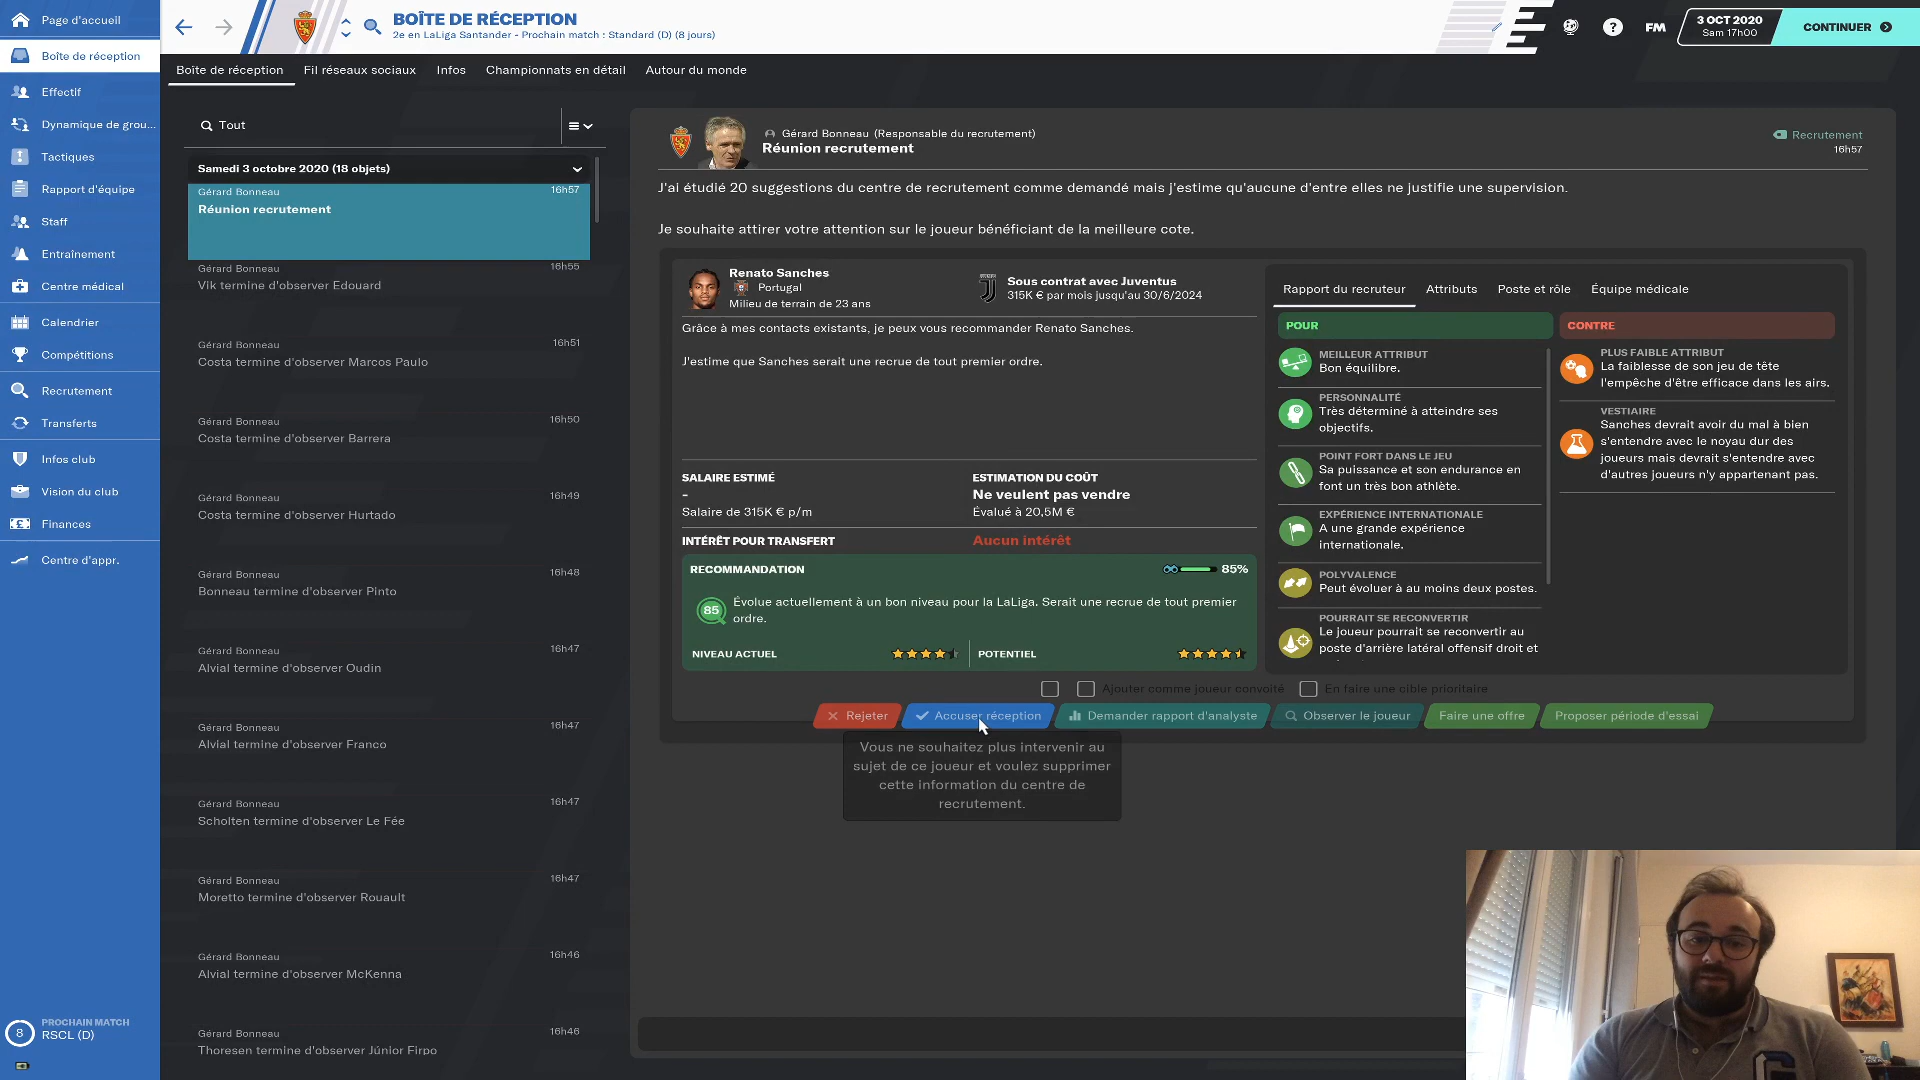 Page d'accueil
Boîte de réception
Effectif
Dynamique de grou...
Tactiques
Rapport d'équipe
Staff
Entraînement
Centre médical
Calendrier
Compétitions
Recrutement
Transferts
Infos club
Vision du club
Finances
Centre d'appr.
8
PROCHAIN MATCH
RSCL (D)
BOÎTE DE RÉCEPTION
2e en LaLiga Santander - Prochain match : Standard (D) (8 jours)
?
FM
3 OCT 2020
Sam 17h00
CONTINUER
Boîte de réception
Fil réseaux sociaux
Infos
Championnats en détail
Autour du monde
Tout
Samedi 3 octobre 2020 (18 objets)
Gérard Bonneau 16h57
Réunion recrutement
Gérard Bonneau 16h55
Vik termine d'observer Edouard
Gérard Bonneau 16h51
Costa termine d'observer Marcos Paulo
Gérard Bonneau 16h50
Costa termine d'observer Barrera
Gérard Bonneau 16h49
Costa termine d'observer Hurtado
Gérard Bonneau 16h48
Bonneau termine d'observer Pinto
Gérard Bonneau 16h47
Alvial termine d'observer Oudin
Gérard Bonneau 16h47
Alvial termine d'observer Franco
Gérard Bonneau 16h47
Scholten termine d'observer Le Fée
Gérard Bonneau 16h47
Moretto termine d'observer Rouault
Gérard Bonneau 16h46
Alvial termine d'observer McKenna
Gérard Bonneau 16h46
Thoresen termine d'observer Júnior Firpo
Gérard Bonneau (Responsable du recrutement)
Réunion recrutement
Recrutement
16h57
J'ai étudié 20 suggestions du centre de recrutement comme demandé mais j'estime qu'aucune d'entre elles ne justifie une supervision.
Je souhaite attirer votre attention sur le joueur bénéficiant de la meilleure cote.
Renato Sanches
Portugal
Milieu de terrain de 23 ans
Sous contrat avec Juventus
315K € par mois jusqu'au 30/6/2024
Grâce à mes contacts existants, je peux vous recommander Renato Sanches.
J'estime que Sanches serait une recrue de tout premier ordre.
SALAIRE ESTIMÉ
-
Salaire de 315K € p/m
ESTIMATION DU COÛT
Ne veulent pas vendre
Évalué à 20,5M €
INTÉRÊT POUR TRANSFERT
Aucun intérêt
RECOMMANDATION
85%
85
Évolue actuellement à un bon niveau pour la LaLiga. Serait une recrue de tout premier
ordre.
NIVEAU ACTUEL
POTENTIEL
Rapport du recruteur
Attributs
Poste et rôle
Équipe médicale
POUR
MEILLEUR ATTRIBUT
Bon équilibre.
PERSONNALITÉ
Très déterminé à atteindre ses
objectifs.
POINT FORT DANS LE JEU
Sa puissance et son endurance en
font un très bon athlète.
EXPÉRIENCE INTERNATIONALE
A une grande expérience
internationale.
POLYVALENCE
Peut évoluer à au moins deux postes.
POURRAIT SE RECONVERTIR
Le joueur pourrait se reconvertir au
poste d'arrière latéral offensif droit et
CONTRE
PLUS FAIBLE ATTRIBUT
La faiblesse de son jeu de tête
l'empêche d'être efficace dans les airs.
VESTIAIRE
Sanches devrait avoir du mal à bien
s'entendre avec le noyau dur des
joueurs mais devrait s'entendre avec
d'autres joueurs n'y appartenant pas.
Ajouter comme joueur convoité
En faire une cible prioritaire
Rejeter
Accuser réception
Demander rapport d'analyste
Observer le joueur
Faire une offre
Proposer période d'essai
Vous ne souhaitez plus intervenir au
sujet de ce joueur et voulez supprimer
cette information du centre de
recrutement.